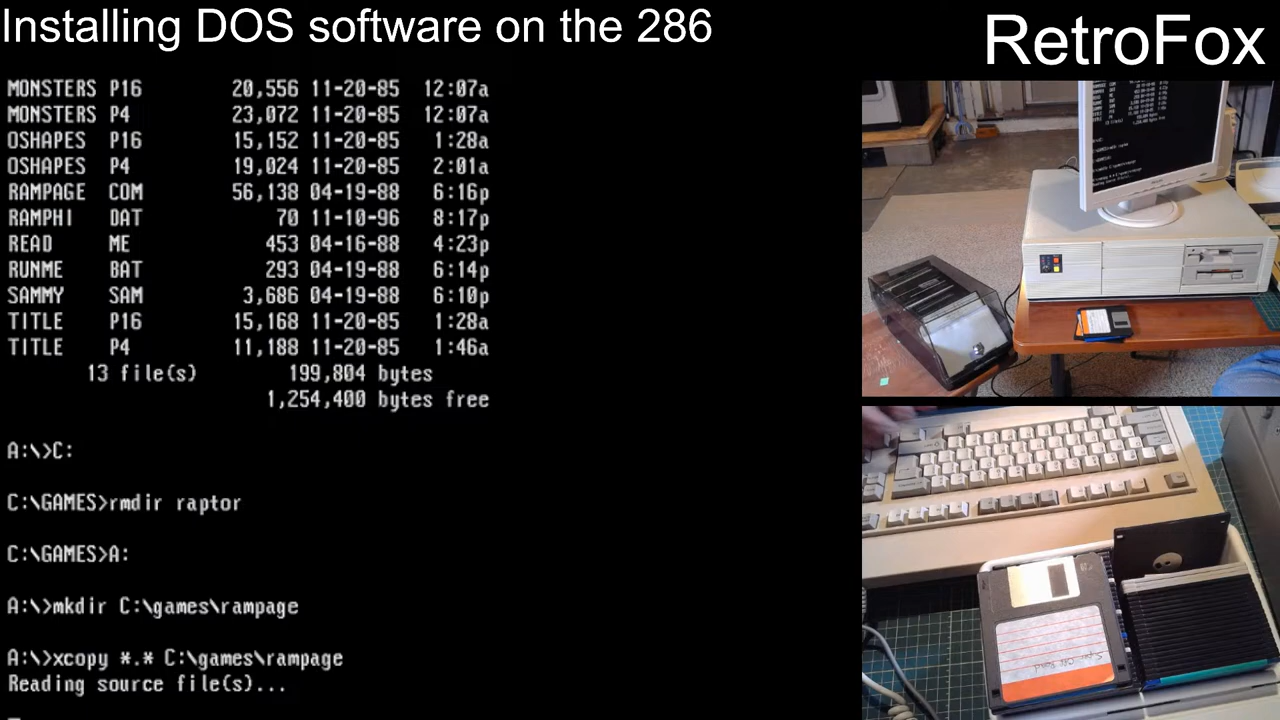 Installing DOS software on the 286
RetroFox
MONSTERS P16 20,556 11-20-85 12:07a
MONSTERS P4 23,072 11-20-85 12:07a
OSHAPES P16 15,152 11-20-85 1:28a
OSHAPES P4 19,024 11-20-85 2:01a
RAMPAGE COM 56,138 04-19-88 6:16p
RAMPHI DAT 70 11-10-96 8:17p
READ ME 453 04-16-88 4:23p
RUNME BAT 293 04-19-88 6:14p
SAMMY SAM 3,686 04-19-88 6:10p
TITLE P16 15,168 11-20-85 1:28a
TITLE P4 11,188 11-20-85 1:46a
13 file(s) 199,804 bytes
1,254,400 bytes free
A:\>C:
C:\GAMES>rmdir raptor
C:\GAMES>A:
A:\>mkdir C:\games\rampage
A:\>xcopy *.* C:\games\rampage
Reading source file(s)...